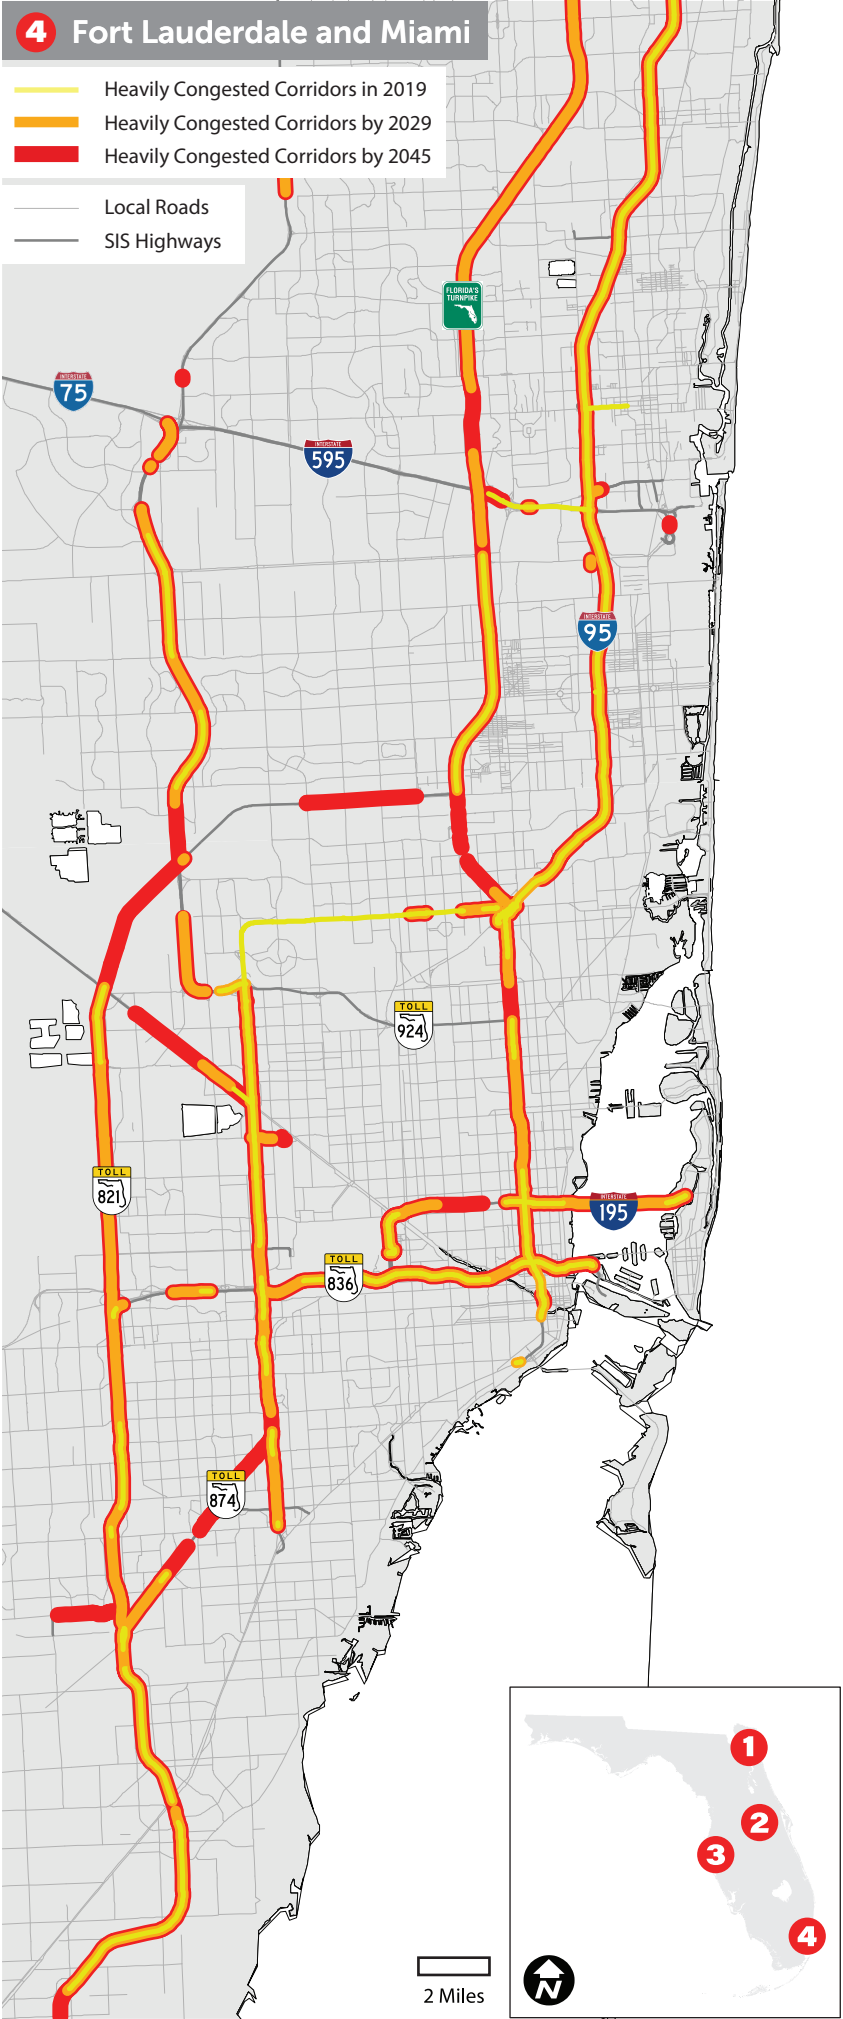 4 Fort Lauderdale and Miami
Heavily Congested Corridors in 2019
Heavily Congested Corridors by 2029
Heavily Congested Corridors by 2045
Local Roads
SIS Highways
FLORIDA'S
TURNPIKE
INTERSTATE
75
INTERSTATE
595
INTERSTATE
95
TOLL
924
TOLL
821
INTERSTATE
195
TOLL
836
TOLL
874
1
2
3
4
N
2 Miles